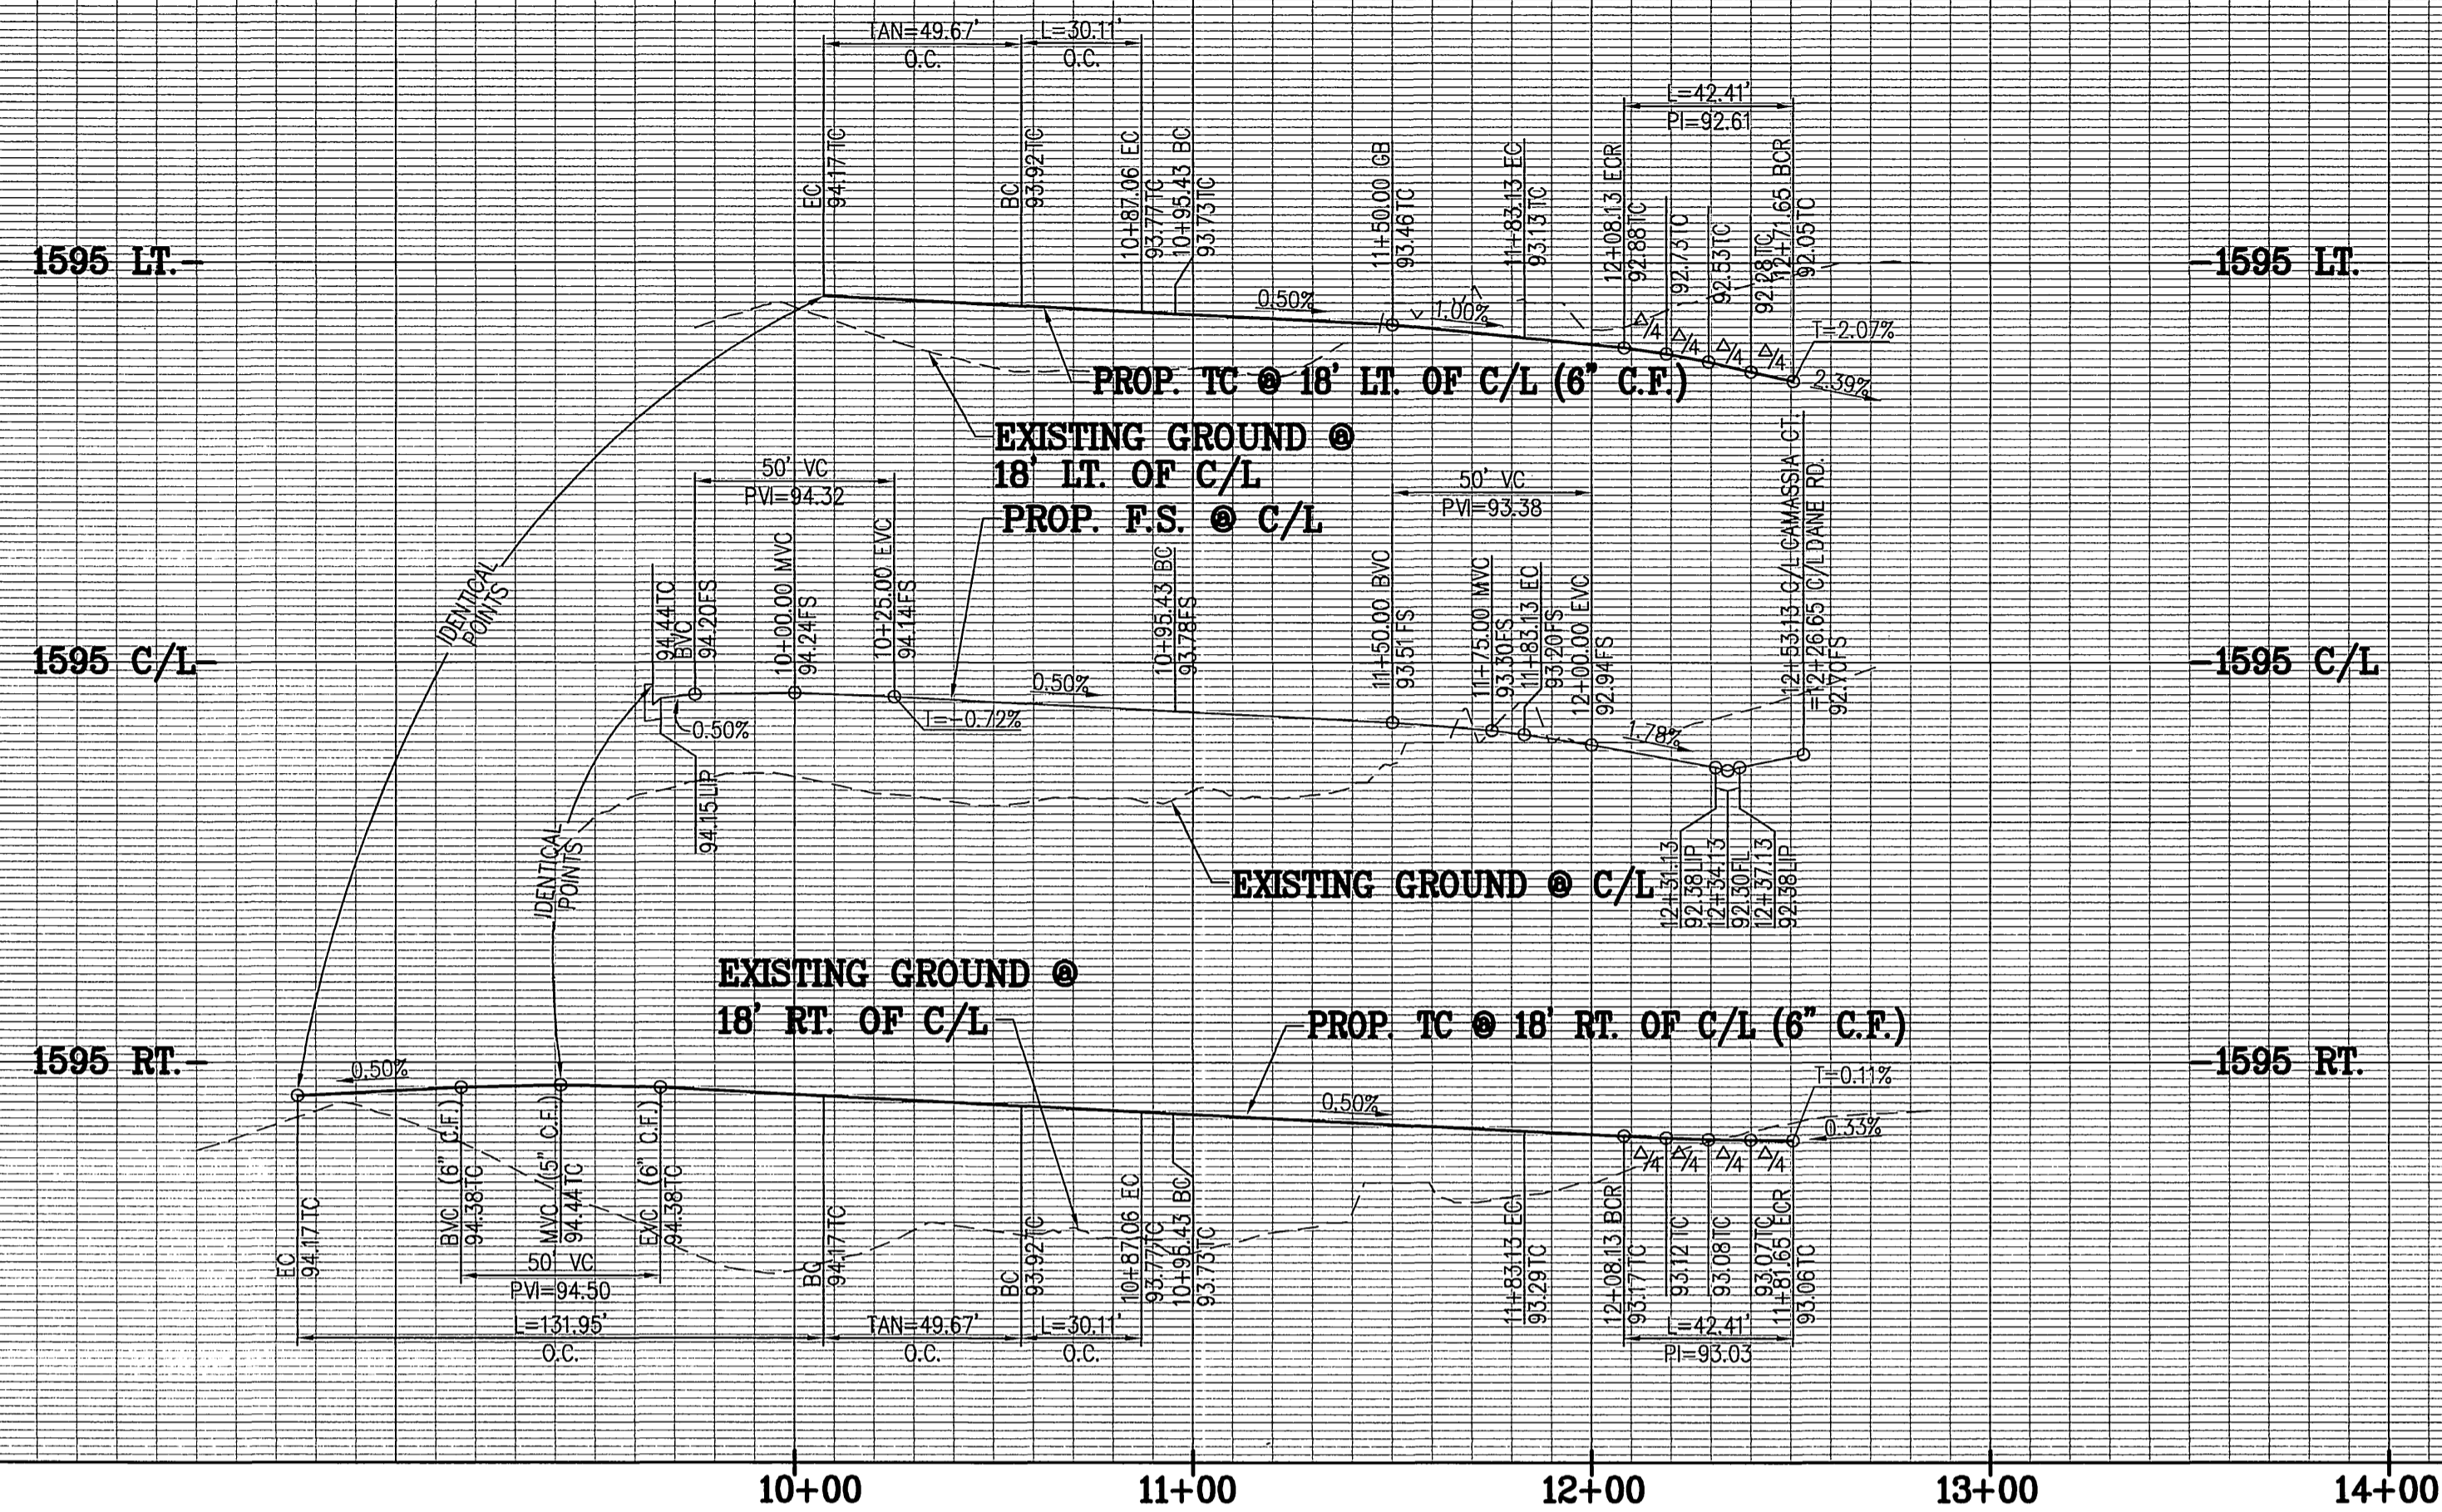 TAN=49.67'
O.C.
L=30.11'
O.C.
L=42.41'
PI=92.61
EC
94.17TC
BC
93.92TC
10+87.06 EC
93.77TC
10+95.43 BC
93.73TC
11+50.00 GB
93.46TC
11+83.13 EC
93.13TC
12+08.13 ECR
92.88TC
92.73TC
92.53TC
92.28TC
12+71.65 BCR
92.05TC
1595 LT.-
-1595 LT.
0.50%
1.00%
Δ/4
Δ/4
Δ/4
Δ/4
T=2.07%
2.39%
PROP. TC @ 18' LT. OF C/L (6" C.F.)
EXISTING GROUND @
18' LT. OF C/L
PROP. F.S. @ C/L
50' VC
PVI=94.32
50' VC
PVI=93.38
IDENTICAL
POINTS
94.44TC
BVC
94.20FS
10+00.00 MVC
94.24FS
10+25.00 EVC
94.14FS
10+95.43 BC
93.78FS
11+50.00 BVC
93.51FS
11+75.00 MVC
93.30FS
11+83.13 EC
93.20FS
12+00.00 EVC
92.94FS
12+53.13 C/L CAMASSIA CT.
=12+26.65 C/L DANE RD.
92.70FS
1595 C/L-
-1595 C/L
0.50%
0.50%
T=-0.72%
1.78%
94.15LIP
IDENTICAL
POINTS
EXISTING GROUND @ C/L
12+31.13
92.38LIP
12+34.13
92.30FL
12+37.13
92.38LIP
EXISTING GROUND @
18' RT. OF C/L
PROP. TC @ 18' RT. OF C/L (6" C.F.)
1595 RT.-
-1595 RT.
0.50%
0.50%
T=0.11%
0.33%
Δ/4
Δ/4
Δ/4
Δ/4
EC
94.17TC
BVC (6" C.F.)
94.38TC
MVC (5" C.F.)
94.44TC
EVC (6" C.F.)
94.38TC
BC
94.17TC
BC
93.92TC
10+87.06 EC
93.77TC
10+95.43 BC
93.73TC
11+83.13 EC
93.29TC
12+08.13 BCR
93.17TC
93.12TC
93.08TC
93.07TC
11+81.65 ECR
93.06TC
50' VC
PVI=94.50
L=131.95'
O.C.
TAN=49.67'
O.C.
L=30.11'
O.C.
L=42.41'
PI=93.03
10+00
11+00
12+00
13+00
14+00